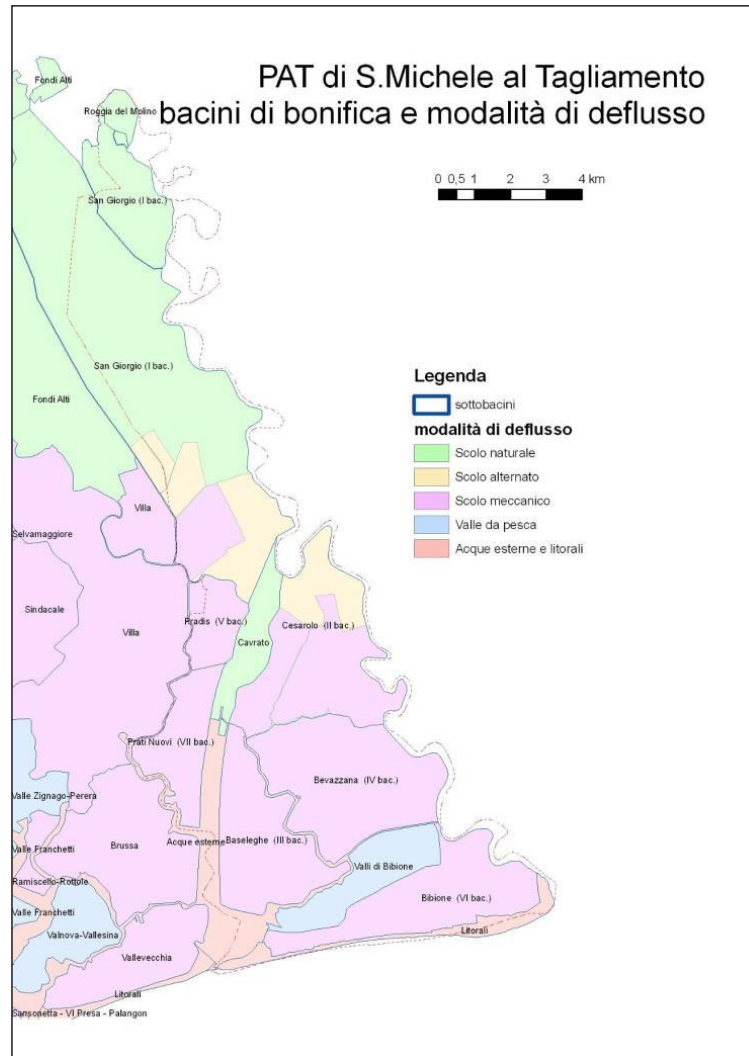 PAT di S.Michele al Tagliamento
bacini di bonifica e modalità di deflusso
0 0,5 1 2 3 4 km
Fondi Alti
Roggia del Molino
San Giorgio (I bac.)
San Giorgio (I bac.)
Fondi Alti
Legenda
sottobacini
modalità di deflusso
Scolo naturale
Scolo alternato
Scolo meccanico
Valle da pesca
Acque esterne e litorali
Villa
Selvamaggiore
Sindacale
Villa
Pradis (V bac.)
Cesarolo (II bac.)
Cavrato
Prati Nuovi (VII bac.)
Bevazzana (IV bac.)
Valle Zignago-Perera
Valle Franchetti
Brussa
Acque esterne
Baseleghe (III bac.)
Valli di Bibione
Ramiscello-Rottole
Bibione (VI bac.)
Valle Franchetti
Valnova-Vallesina
Litorali
Vallevecchia
Litorali
Sansonetta - VI Presa - Palangon